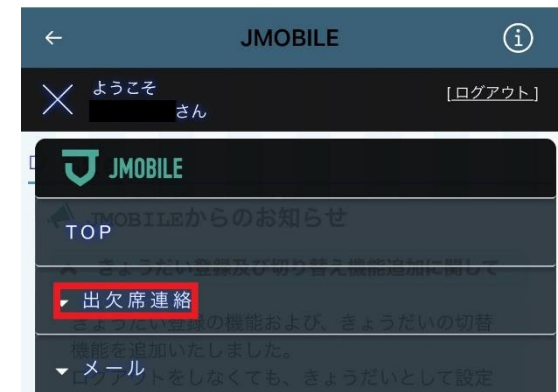 ← JMOBILE
ようこそ
さん
[ログアウト]
JMOBILE
JMOBILEからのお知らせ
TOP
きょうだい登録及び切り替え機能追加に関して
出欠席連絡
きょうだい登録の機能および、きょうだいの切替
機能を追加いたしました。
メール
ログアウトをしなくても、きょうだいとして設定